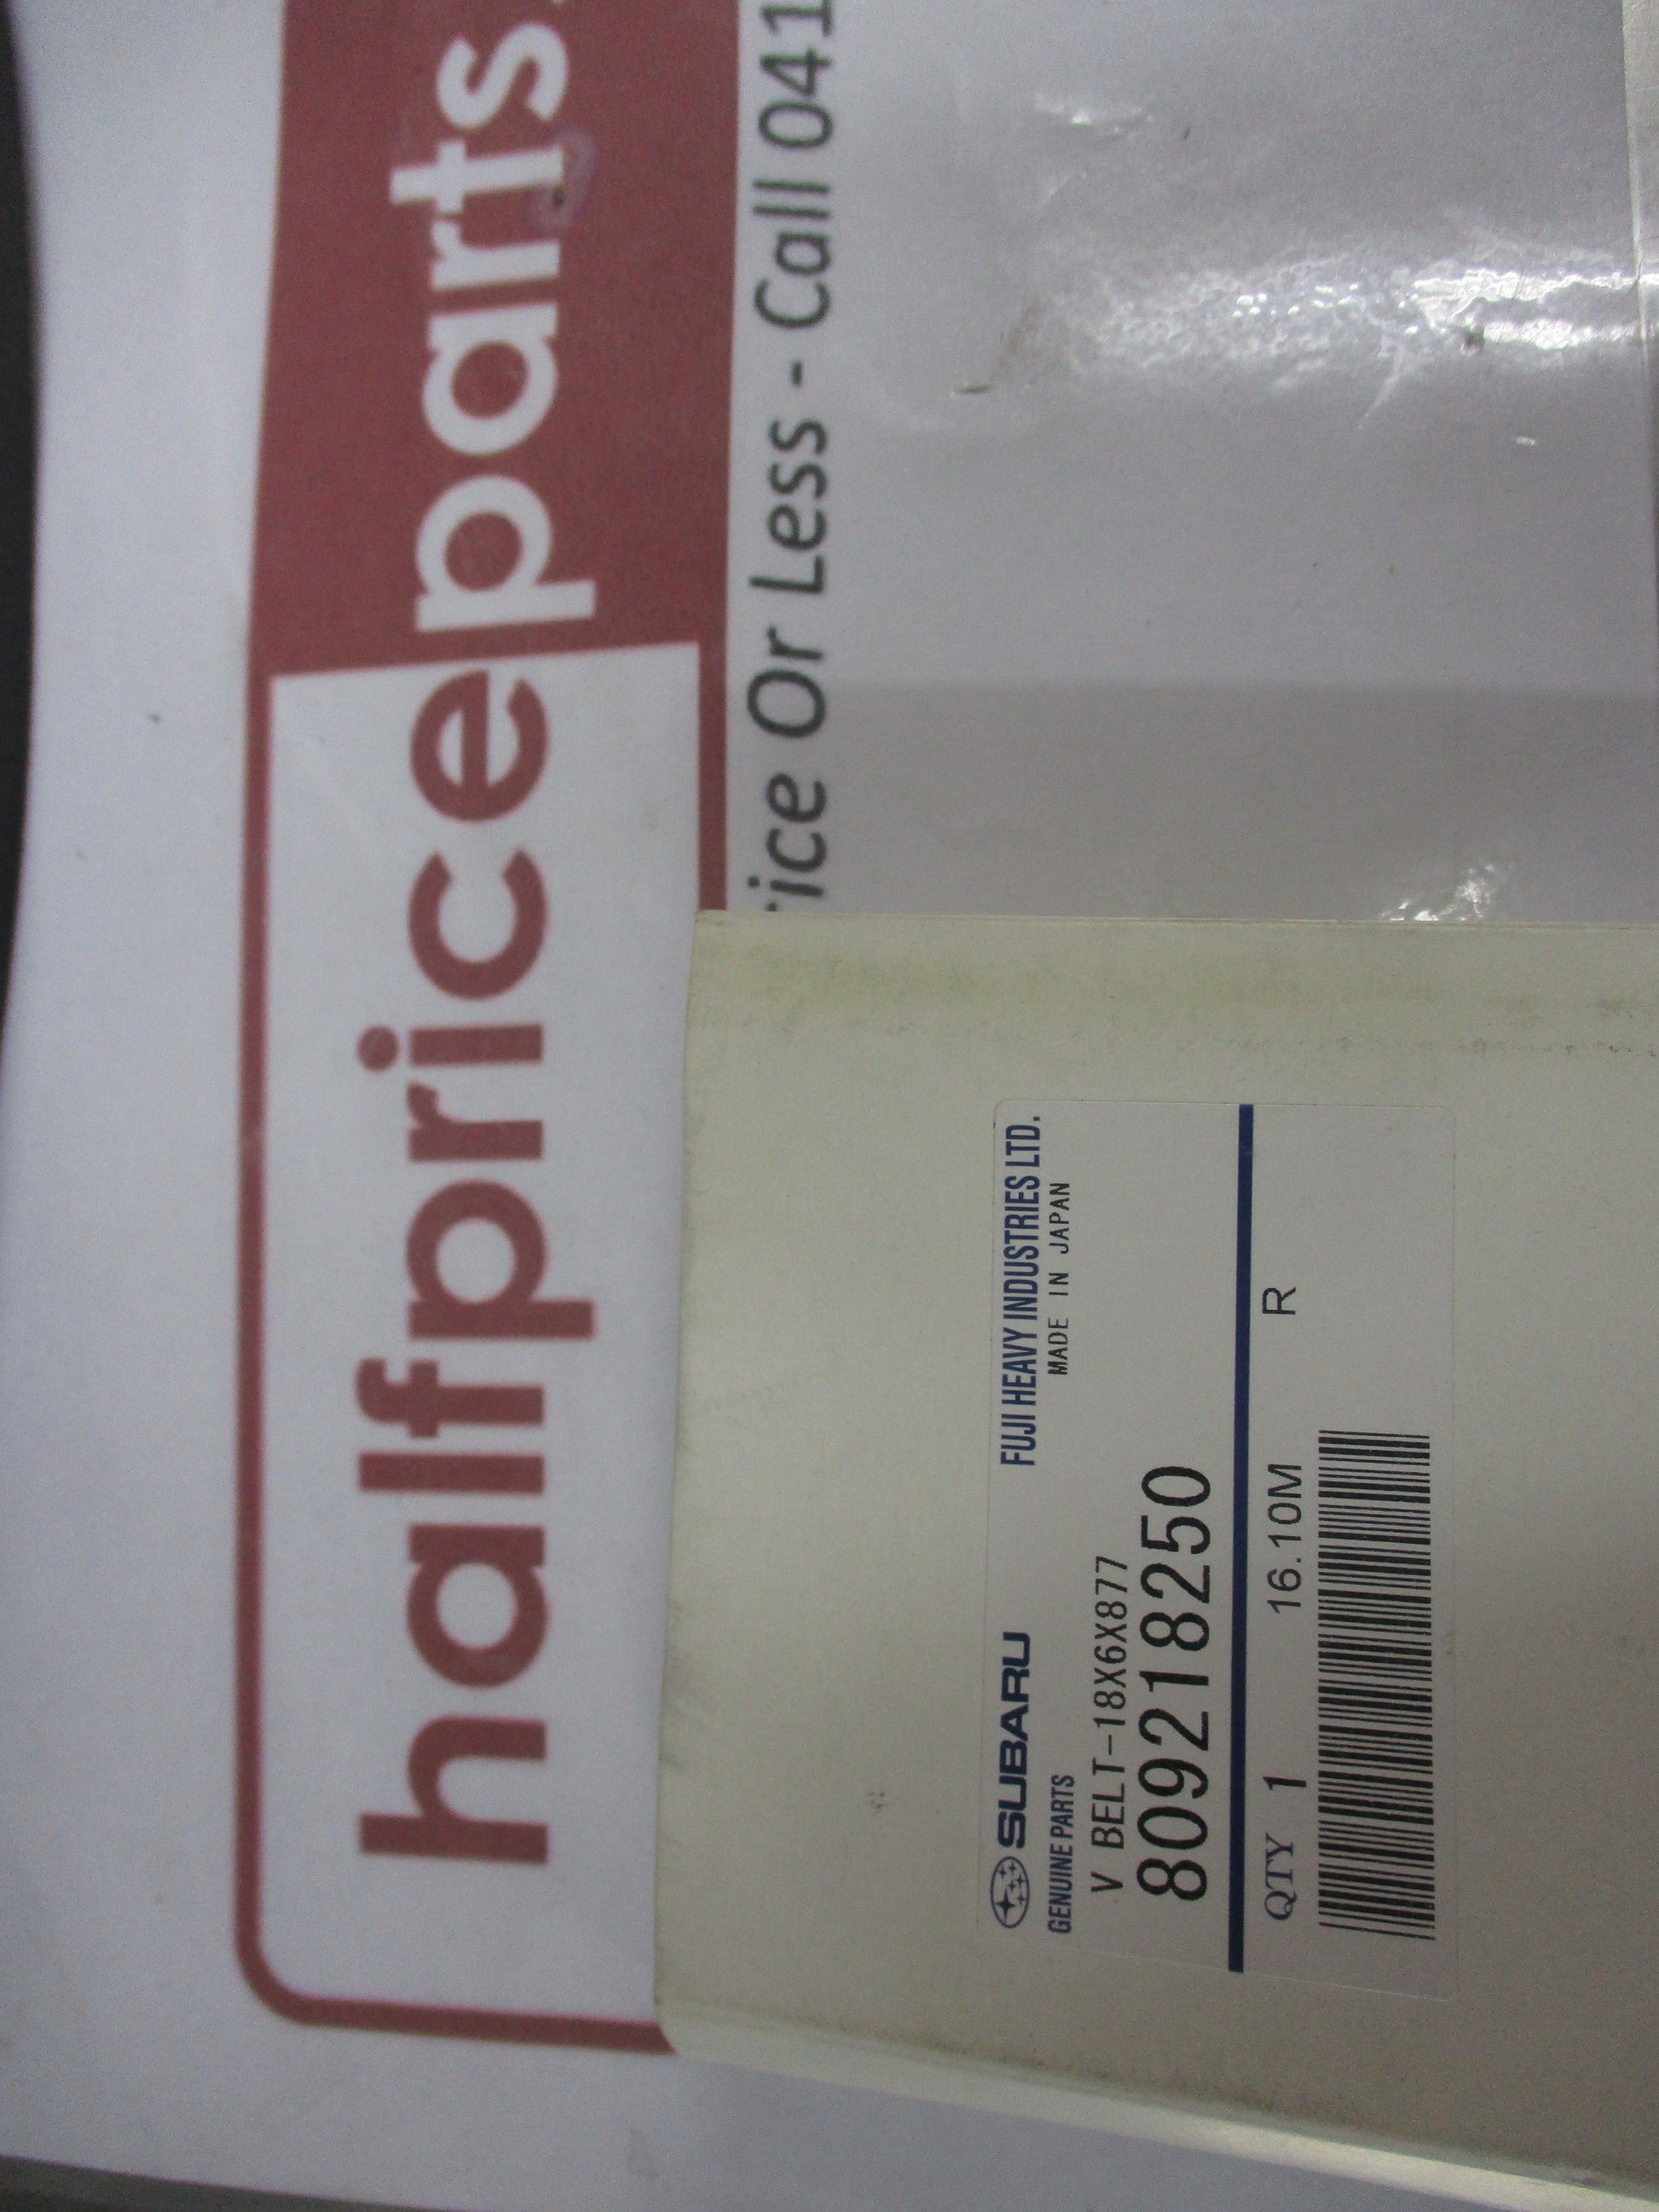 halfpriceparts.
ice Or Less - Call 041
SUBARU
FUJI HEAVY INDUSTRIES LTD.
GENUINE PARTS
MADE IN JAPAN
V BELT-18X6X877
809218250
QTY 1 16.10M R